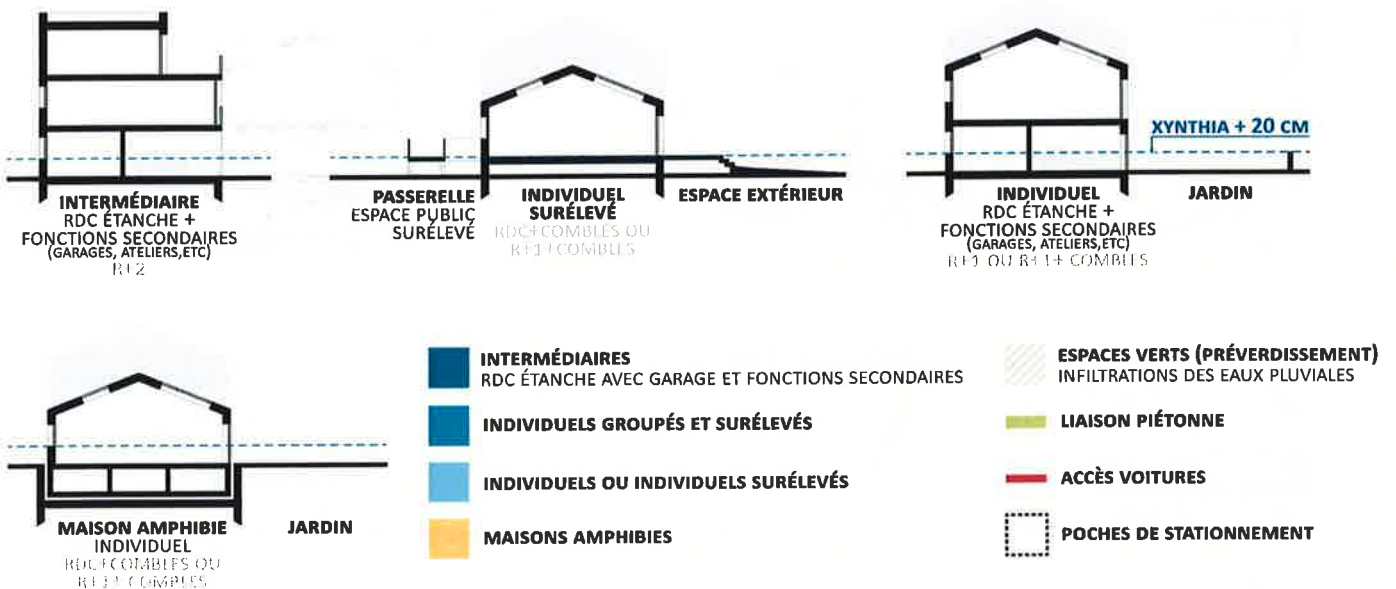 XYNTHIA + 20 CM
INTERMÉDIAIRE
RDC ÉTANCHE +
FONCTIONS SECONDAIRES
(GARAGES, ATELIERS,ETC)
R+2
PASSERELLE
ESPACE PUBLIC
SURÉLEVÉ
INDIVIDUEL
SURÉLEVÉ
RDC+COMBLES OU
R+1+COMBLES
ESPACE EXTÉRIEUR
INDIVIDUEL
RDC ÉTANCHE +
FONCTIONS SECONDAIRES
(GARAGES, ATELIERS,ETC)
R+1 OU R+1+ COMBLES
JARDIN
MAISON AMPHIBIE
INDIVIDUEL
RDC+COMBLES OU
R+1+ COMBLES
JARDIN
INTERMÉDIAIRES
RDC ÉTANCHE AVEC GARAGE ET FONCTIONS SECONDAIRES
INDIVIDUELS GROUPÉS ET SURÉLEVÉS
INDIVIDUELS OU INDIVIDUELS SURÉLEVÉS
MAISONS AMPHIBIES
ESPACES VERTS (PRÉVERDISSEMENT)
INFILTRATIONS DES EAUX PLUVIALES
LIAISON PIÉTONNE
ACCÈS VOITURES
POCHES DE STATIONNEMENT